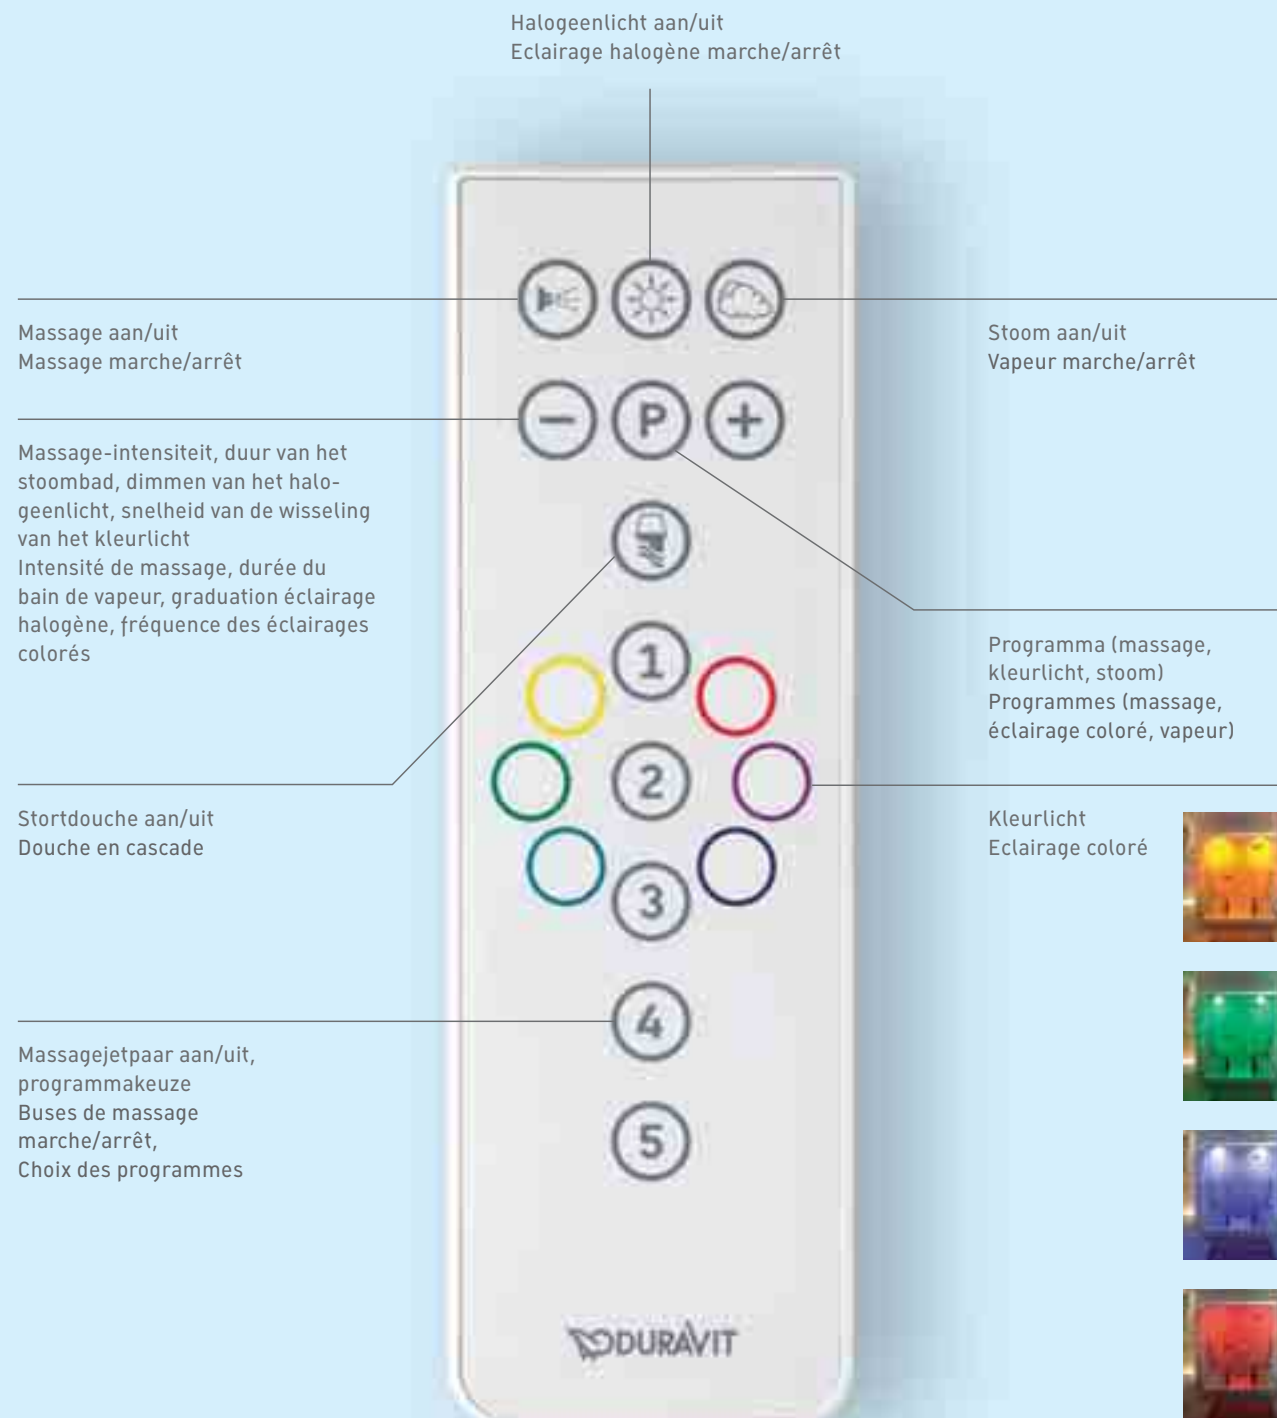 Halogeenlicht aan/uit
Eclairage halogène marche/arrêt
Massage aan/uit
Massage marche/arrêt
Stoom aan/uit
Vapeur marche/arrêt
− P +
Massage-intensiteit, duur van het
stoombad, dimmen van het halo-
geenlicht, snelheid van de wisseling
van het kleurlicht
Intensité de massage, durée du
bain de vapeur, graduation éclairage
halogène, fréquence des éclairages
colorés
Programma (massage,
kleurlicht, stoom)
Programmes (massage,
éclairage coloré, vapeur)
1
2
3
4
5
Stortdouche aan/uit
Douche en cascade
Kleurlicht
Eclairage coloré
Massagejetpaar aan/uit,
programmakeuze
Buses de massage
marche/arrêt,
Choix des programmes
DURAVIT